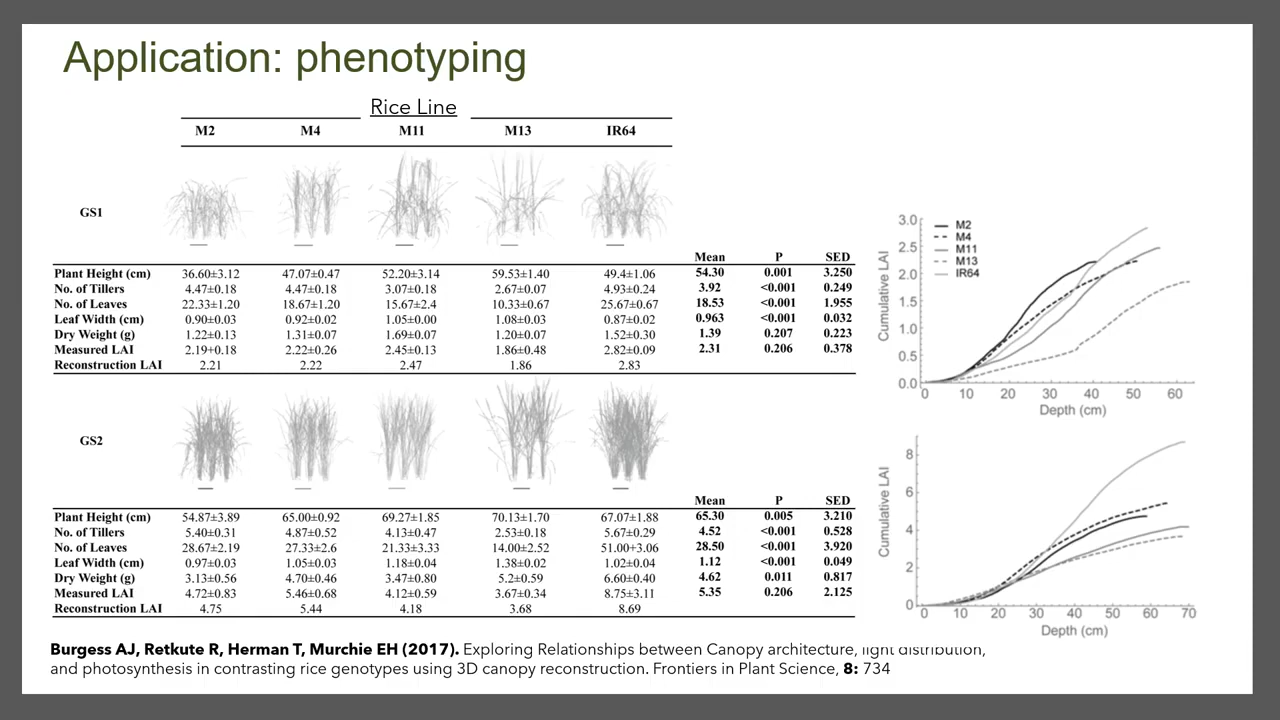 Application: phenotyping
Rice Line
M2 M4 M11 M13 IR64
GS1
Mean P SED
Plant Height (cm) 36.60±3.12 47.07±0.47 52.20±3.14 59.53±1.40 49.4±1.06 54.30 0.001 3.250
No. of Tillers 4.47±0.18 4.47±0.18 3.07±0.18 2.67±0.07 4.93±0.24 3.92 <0.001 0.249
No. of Leaves 22.33±1.20 18.67±1.20 15.67±2.4 10.33±0.67 25.67±0.67 18.53 <0.001 1.955
Leaf Width (cm) 0.90±0.03 0.92±0.02 1.05±0.00 1.08±0.03 0.87±0.02 0.963 <0.001 0.032
Dry Weight (g) 1.22±0.13 1.31±0.07 1.69±0.07 1.20±0.07 1.52±0.30 1.39 0.207 0.223
Measured LAI 2.19+0.18 2.22±0.26 2.45±0.13 1.86±0.48 2.82±0.09 2.31 0.206 0.378
Reconstruction LAI 2.21 2.22 2.47 1.86 2.83
GS2
Mean P SED
Plant Height (cm) 54.87±3.89 65.00±0.92 69.27±1.85 70.13±1.70 67.07±1.88 65.30 0.005 3.210
No. of Tillers 5.40±0.31 4.87±0.52 4.13±0.47 2.53±0.18 5.67±0.29 4.52 <0.001 0.528
No. of Leaves 28.67±2.19 27.33±2.6 21.33±3.33 14.00±2.52 51.00+3.06 28.50 <0.001 3.920
Leaf Width (cm) 0.97±0.03 1.05±0.03 1.18±0.04 1.38±0.02 1.02±0.04 1.12 <0.001 0.049
Dry Weight (g) 3.13±0.56 4.70±0.46 3.47±0.80 5.2±0.59 6.60±0.40 4.62 0.011 0.817
Measured LAI 4.72±0.83 5.46±0.68 4.12±0.59 3.67±0.34 8.75±3.11 5.35 0.206 2.125
Reconstruction LAI 4.75 5.44 4.18 3.68 8.69
Cumulative LAI
3.0
2.5
2.0
1.5
1.0
0.5
0.0
M2
M4
M11
M13
IR64
0 10 20 30 40 50 60
Depth (cm)
Cumulative LAI
8
6
4
2
0
0 10 20 30 40 50 60 70
Depth (cm)
Burgess AJ, Retkute R, Herman T, Murchie EH (2017). Exploring Relationships between Canopy architecture, light distribution,
and photosynthesis in contrasting rice genotypes using 3D canopy reconstruction. Frontiers in Plant Science, 8: 734